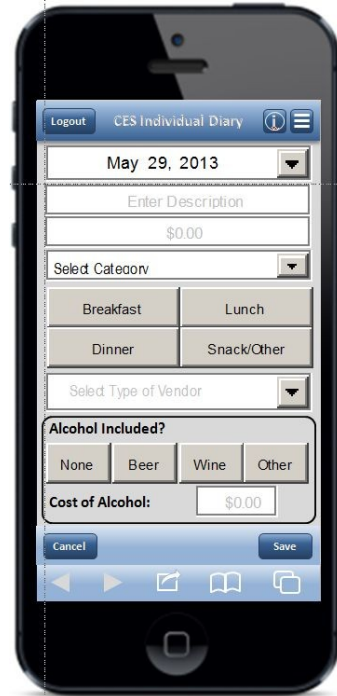 Logout CES Individual Diary
May 29, 2013
Enter Description
$0.00
Select Category
Breakfast Lunch
Dinner Snack/Other
Select Type of Vendor
Alcohol Included?
None Beer Wine Other
Cost of Alcohol: $0.00
Cancel Save